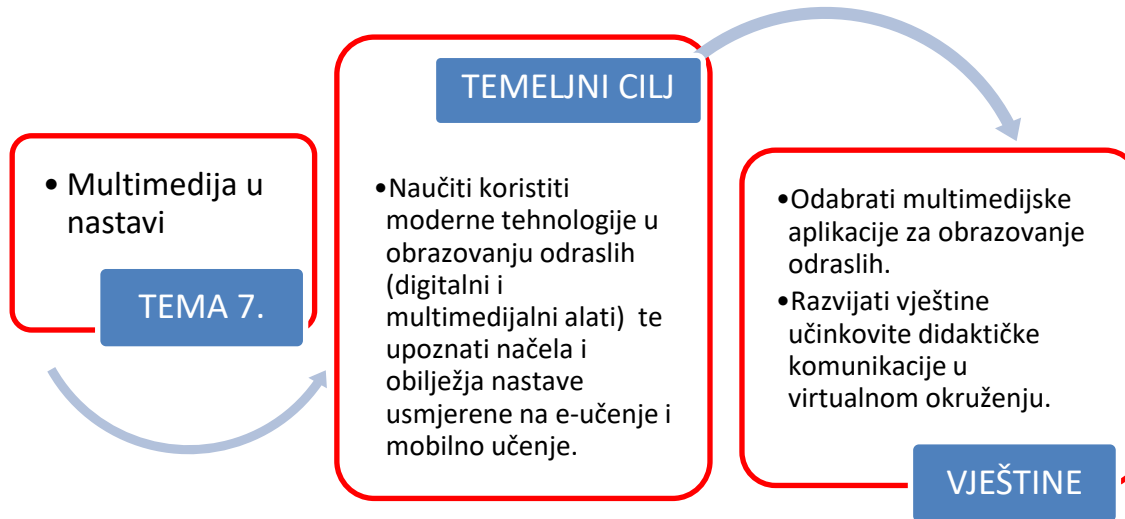 • Multimedija u
nastavi
TEMA 7.
TEMELJNI CILJ
•Naučiti koristiti
moderne tehnologije u
obrazovanju odraslih
(digitalni i
multimedijalni alati)  te
upoznati načela i
obilježja nastave
usmjerene na e-učenje i
mobilno učenje.
•Odabrati multimedijske
aplikacije za obrazovanje
odraslih.
•Razvijati vještine
učinkovite didaktičke
komunikacije u
virtualnom okruženju.
VJEŠTINE